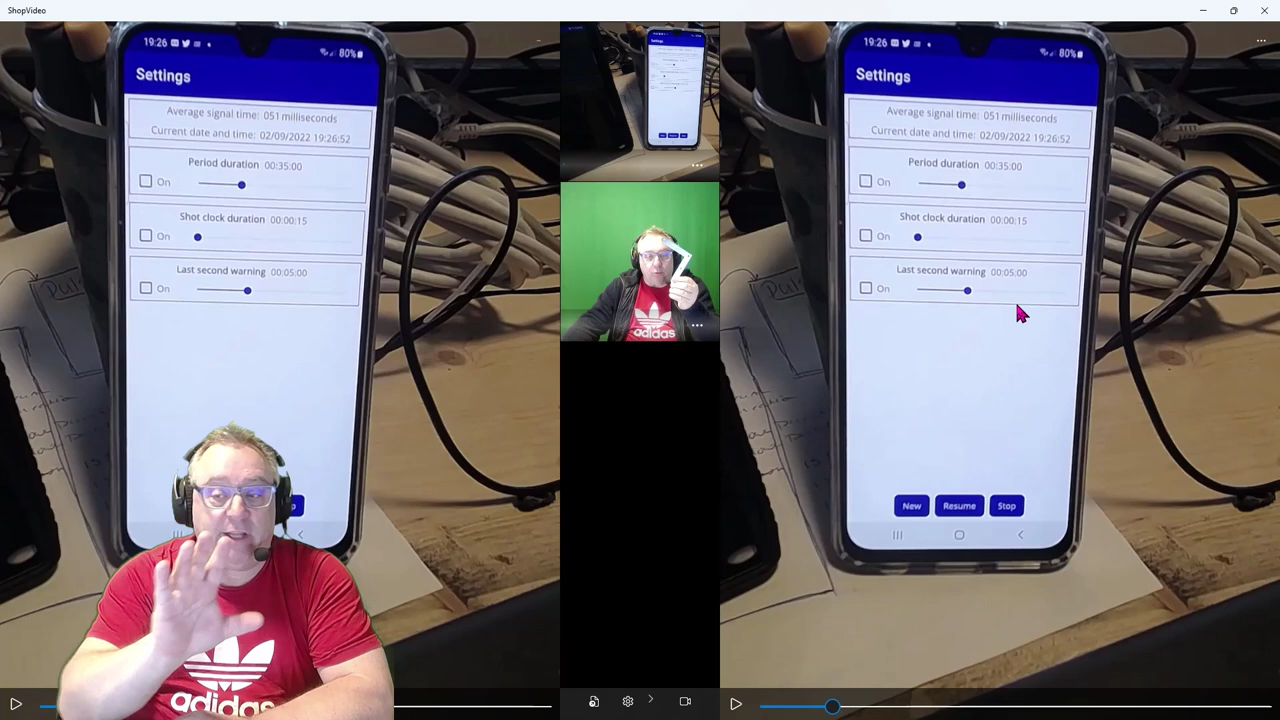 ShopVideo
19:26
80%
Settings
Average signal time: 051 milliseconds
Current date and time: 02/09/2022 19:26:52
Period duration 00:35:00
On
Shot clock duration 00:00:15
On
Last second warning 00:05:00
On
adidas
Settings
adidas
19:26
80%
Settings
Average signal time: 051 milliseconds
Current date and time: 02/09/2022 19:26:52
Period duration 00:35:00
On
Shot clock duration 00:00:15
On
Last second warning 00:05:00
On
New Resume Stop